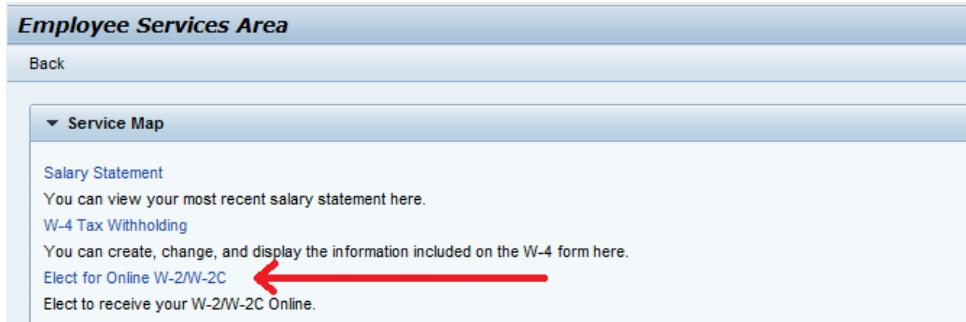 Employee Services Area
Back
Service Map
Salary Statement
You can view your most recent salary statement here.
W-4 Tax Withholding
You can create, change, and display the information included on the W-4 form here.
Elect for Online W-2/W-2C
Elect to receive your W-2/W-2C Online.